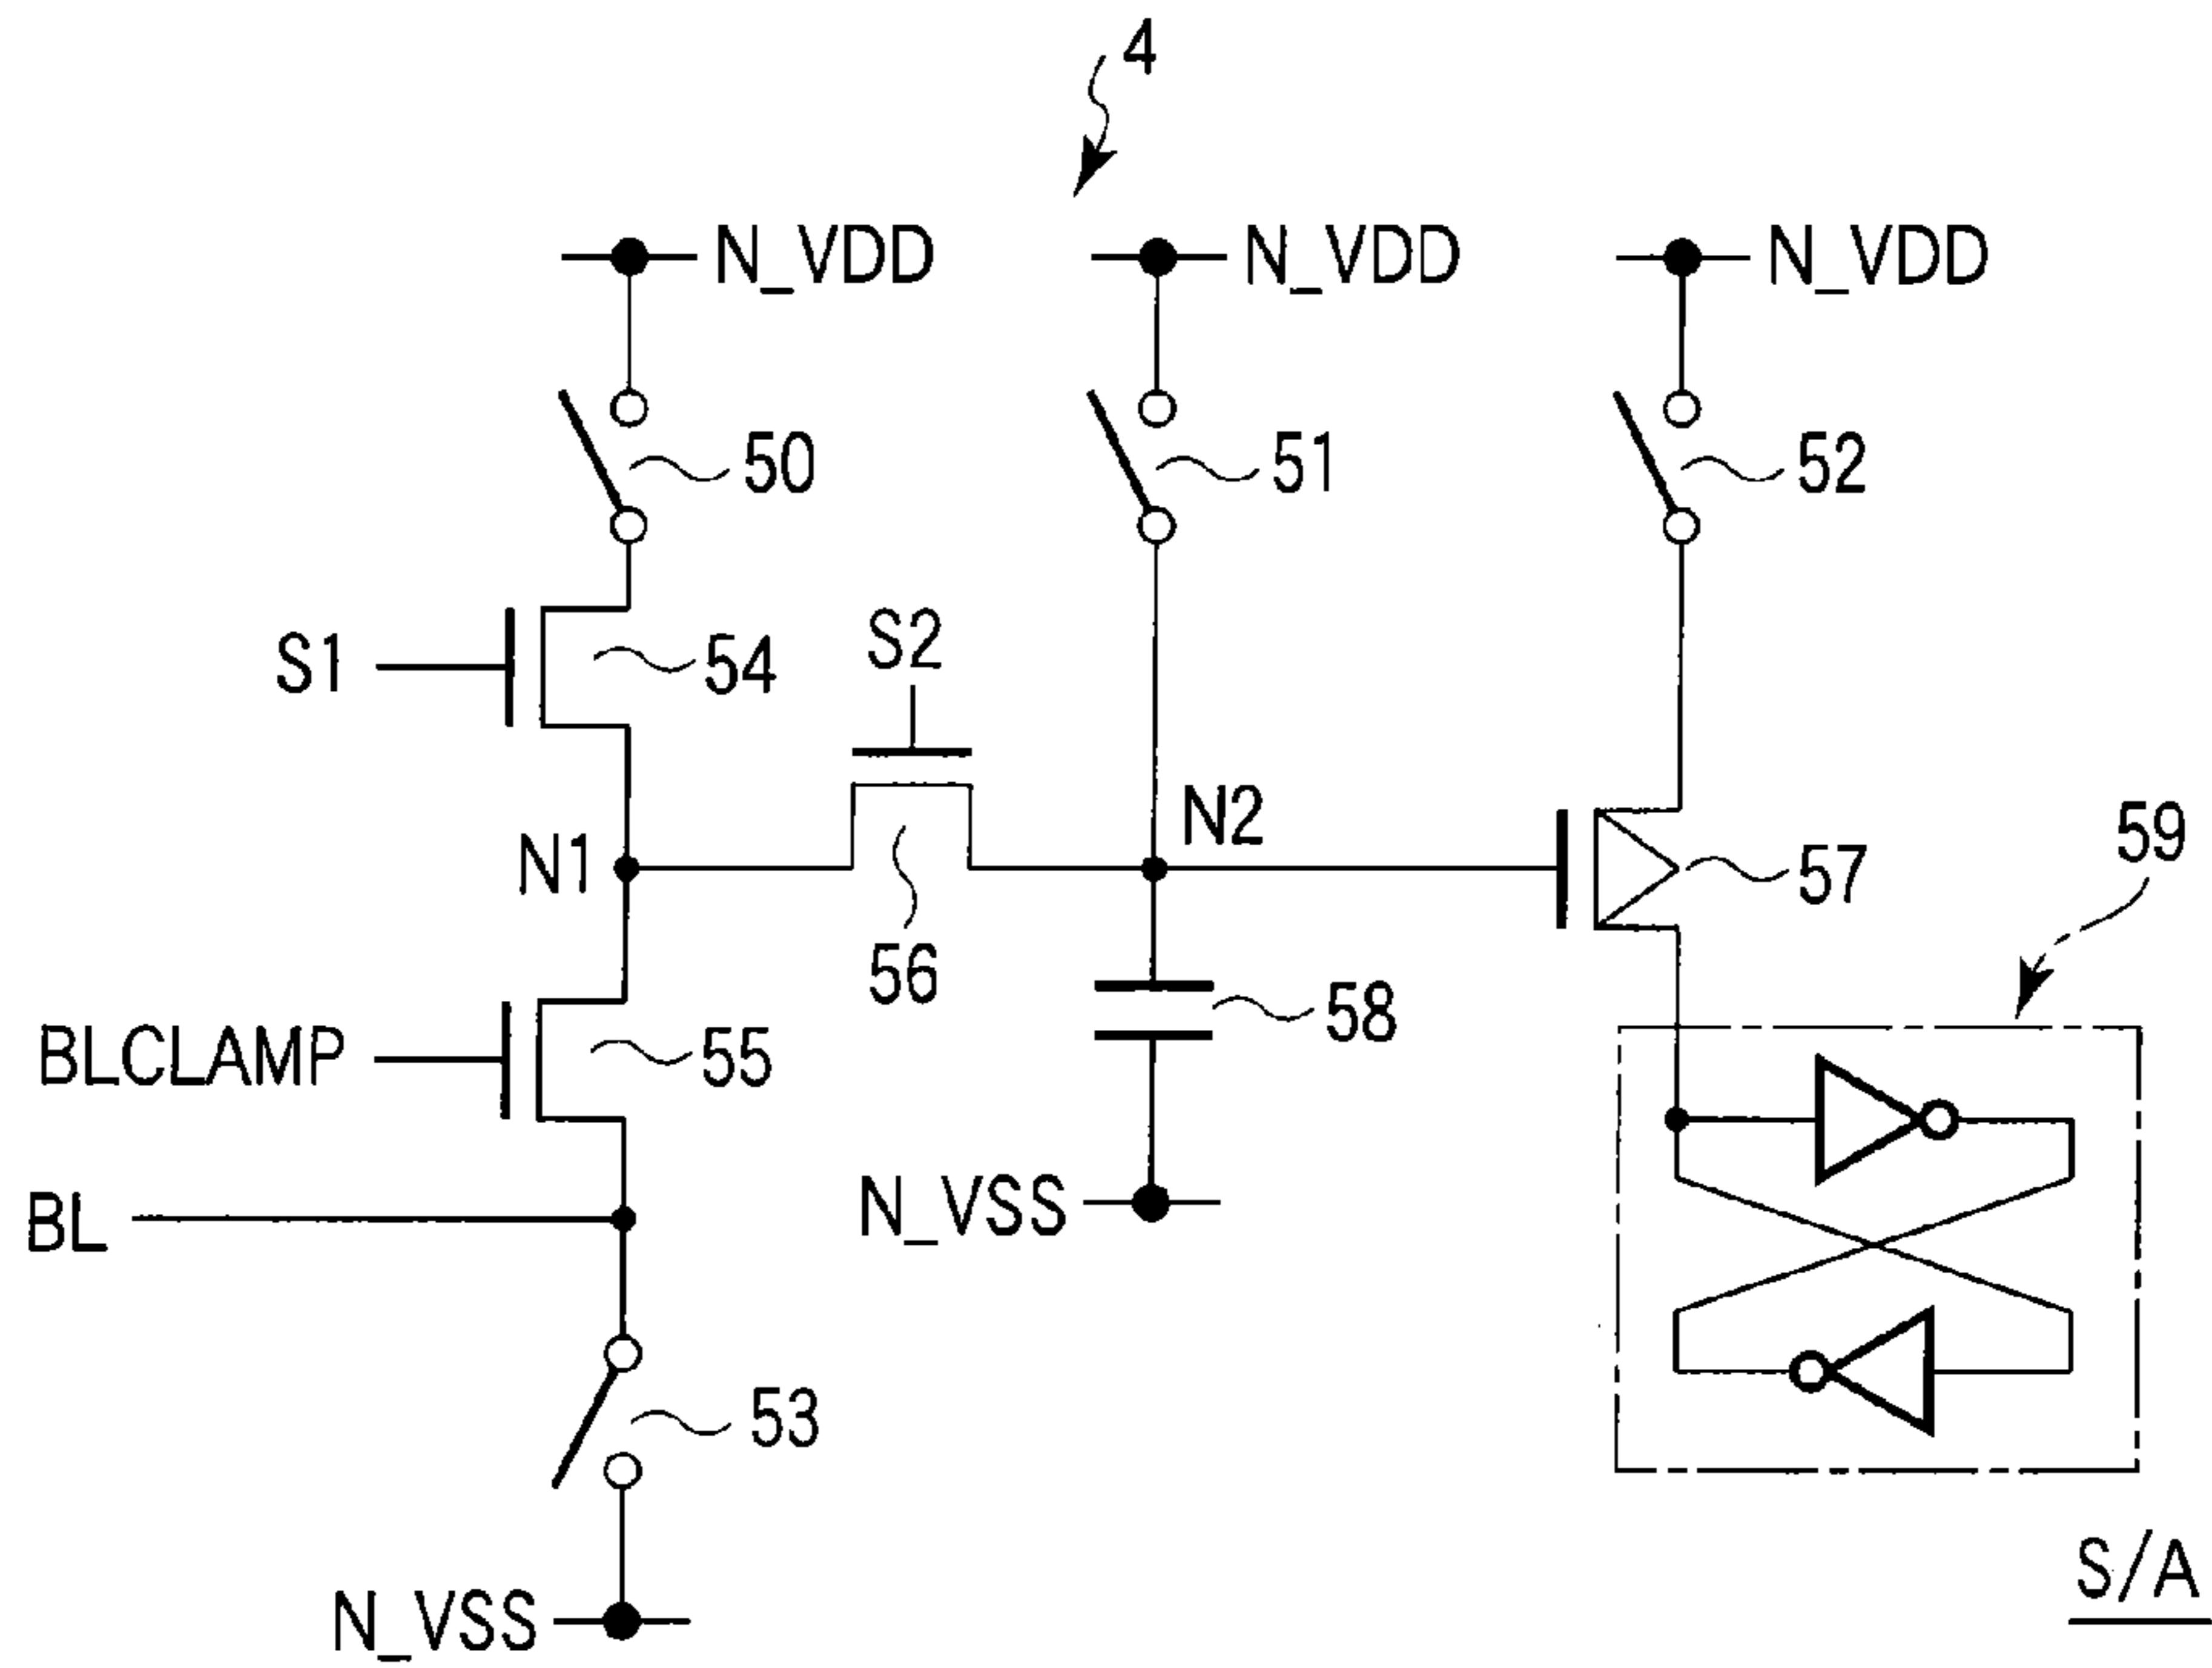 4
N_VDD
N_VDD
N_VDD
50
51
52
S1
54
S2
N1
N2
56
57
59
BLCLAMP
55
58
BL
N_VSS
53
N_VSS
S/A